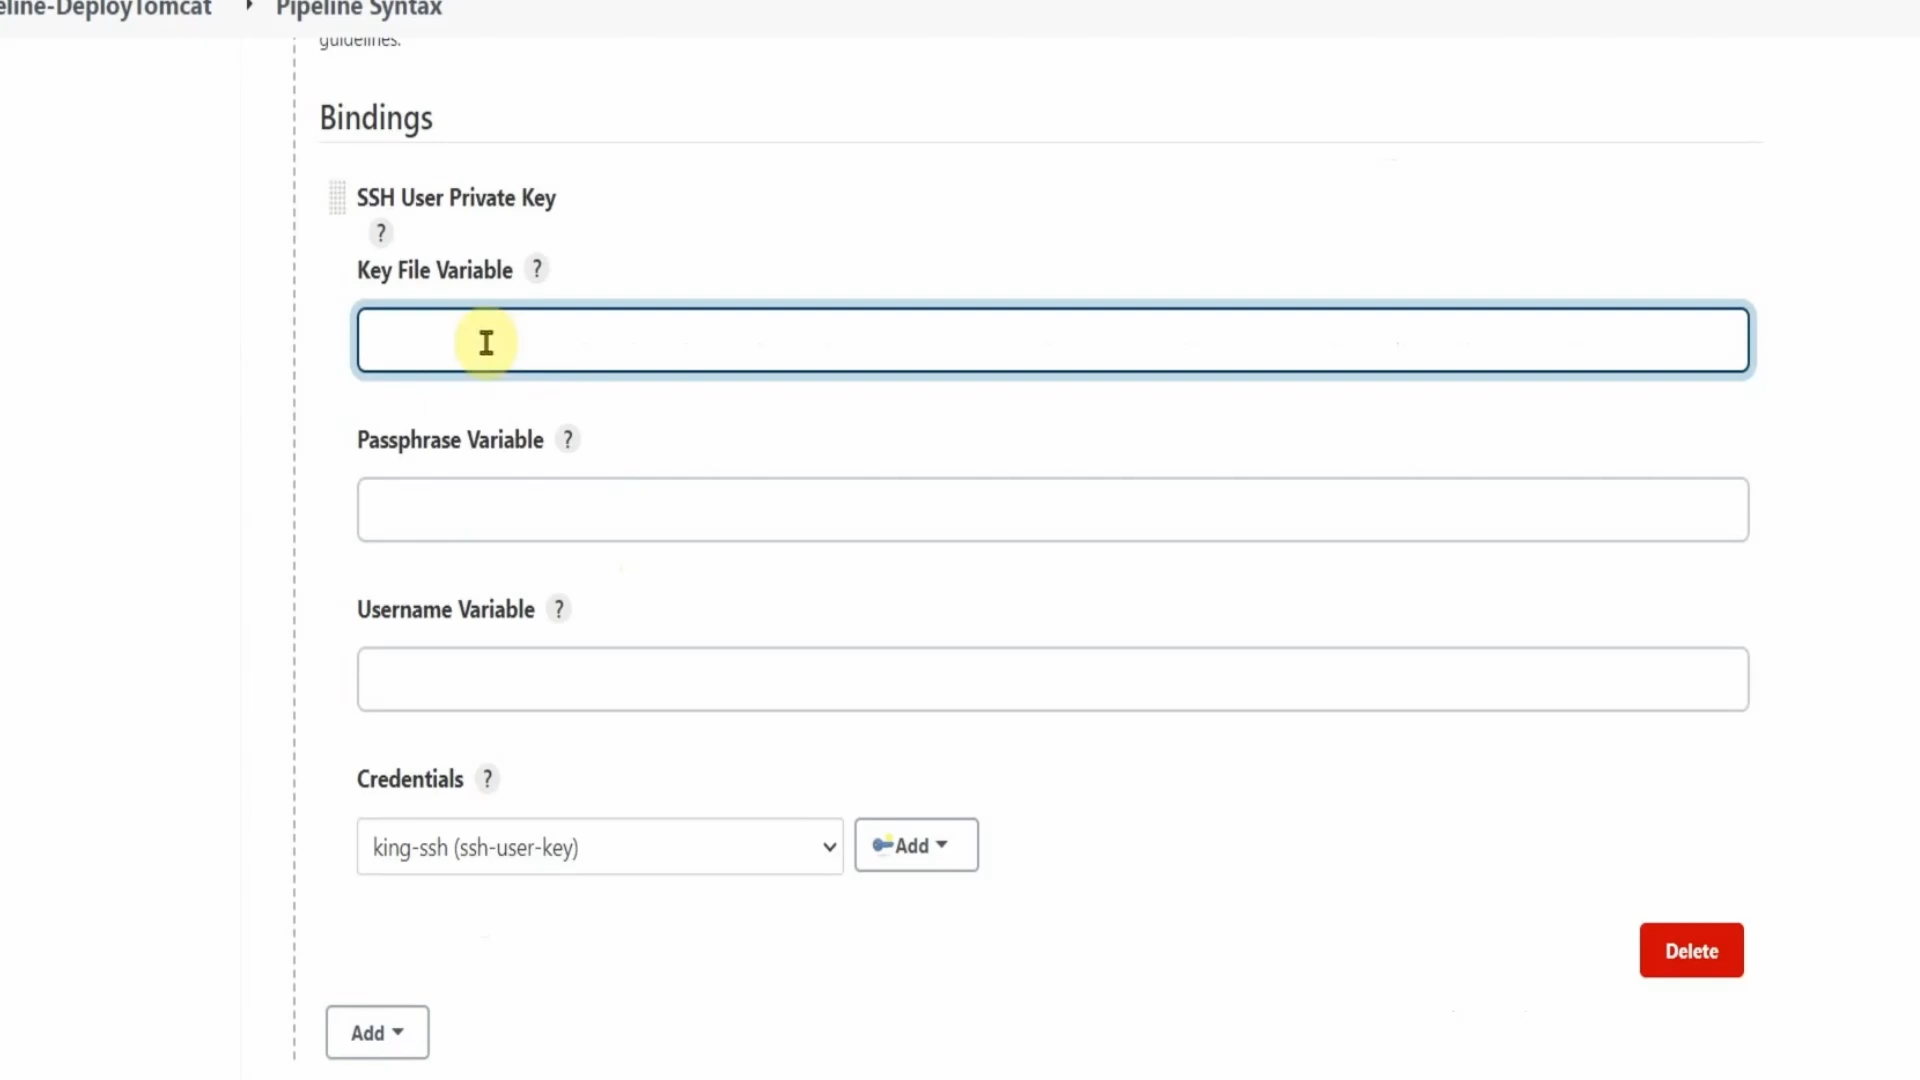 Pipeline Syntax
guidelines.
Bindings
SSH User Private Key
?
Key File Variable ?
Passphrase Variable ?
Username Variable ?
Credentials ?
king-ssh (ssh-user-key) Add
Delete
Add